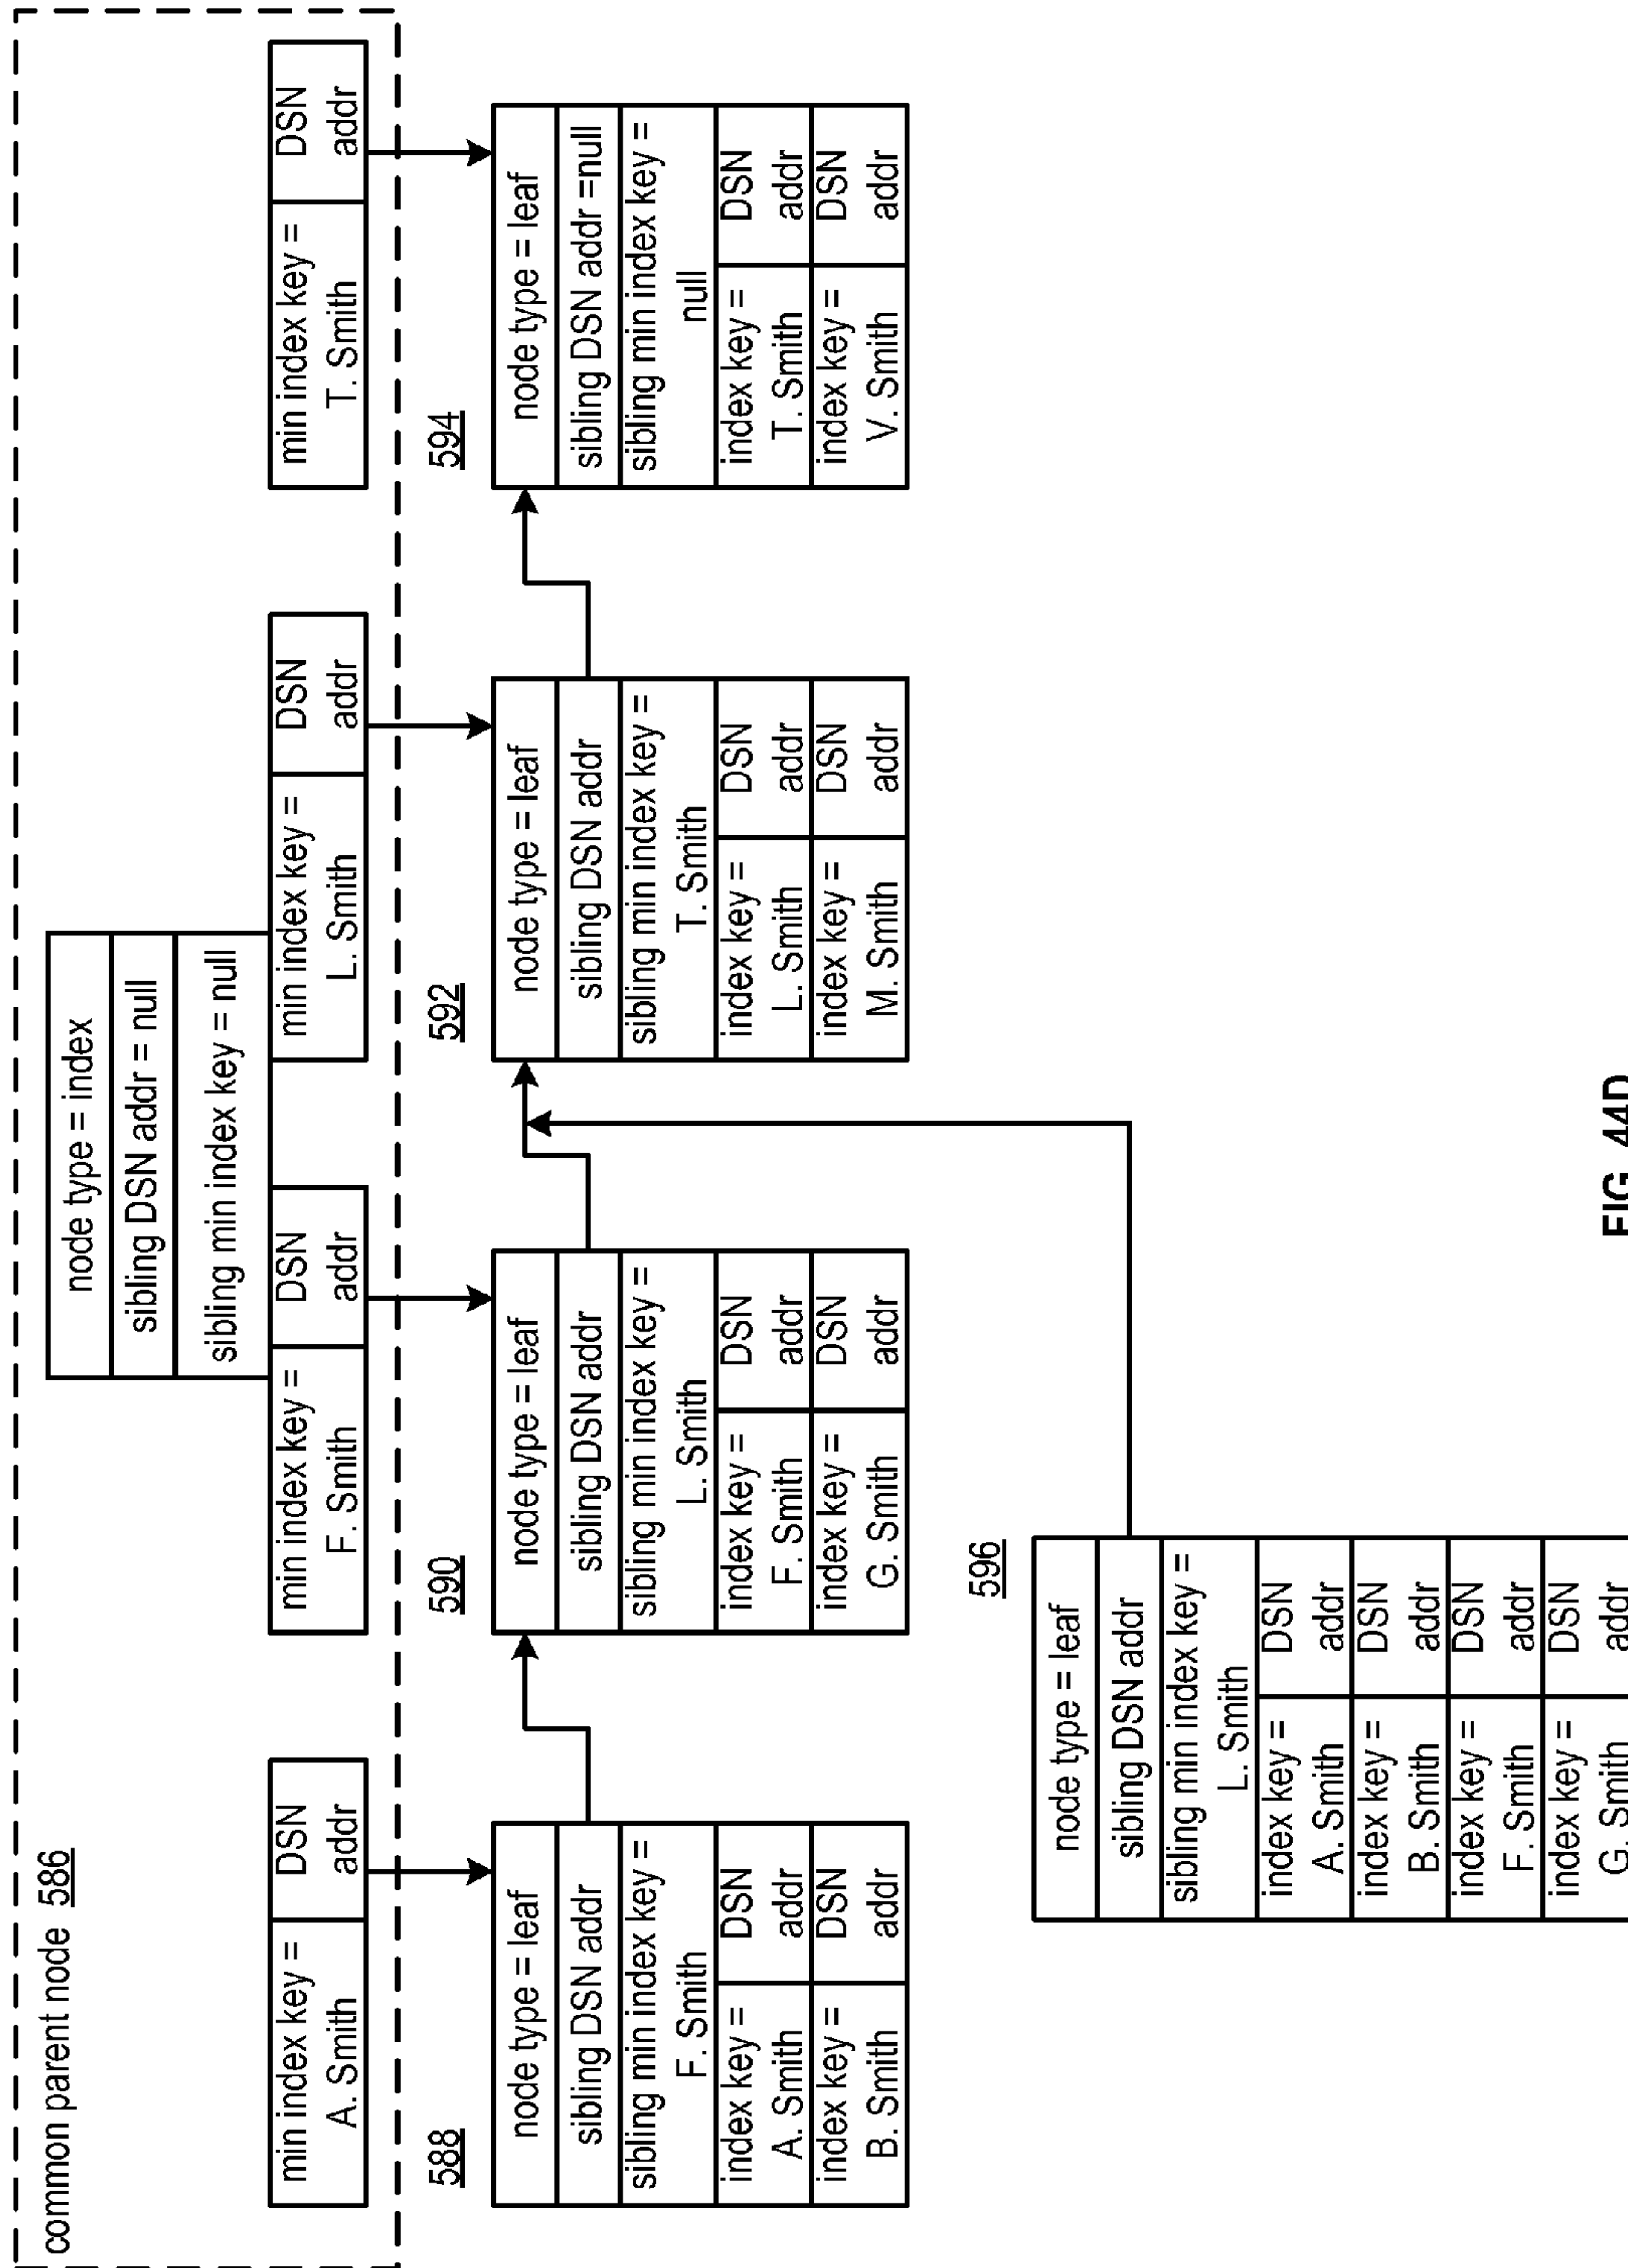 common parent node 586
node type = index
sibling DSN addr = null
sibling min index key = null
min index key =
A. Smith
DSN
addr
min index key =
F. Smith
DSN
addr
min index key =
L. Smith
DSN
addr
min index key =
T. Smith
DSN
addr
588
node type = leaf
sibling DSN addr
sibling min index key =
F. Smith
index key =
A. Smith
DSN
addr
index key =
B. Smith
DSN
addr
590
node type = leaf
sibling DSN addr
sibling min index key =
L. Smith
index key =
F. Smith
DSN
addr
index key =
G. Smith
DSN
addr
592
node type = leaf
sibling DSN addr
sibling min index key =
T. Smith
index key =
L. Smith
DSN
addr
index key =
M. Smith
DSN
addr
594
node type = leaf
sibling DSN addr =null
sibling min index key =
null
index key =
T. Smith
DSN
addr
index key =
V. Smith
DSN
addr
596
node type = leaf
sibling DSN addr
sibling min index key =
L. Smith
index key =
A. Smith
DSN
addr
index key =
B. Smith
DSN
addr
index key =
F. Smith
DSN
addr
index key =
G. Smith
DSN
addr
FIG. 44D